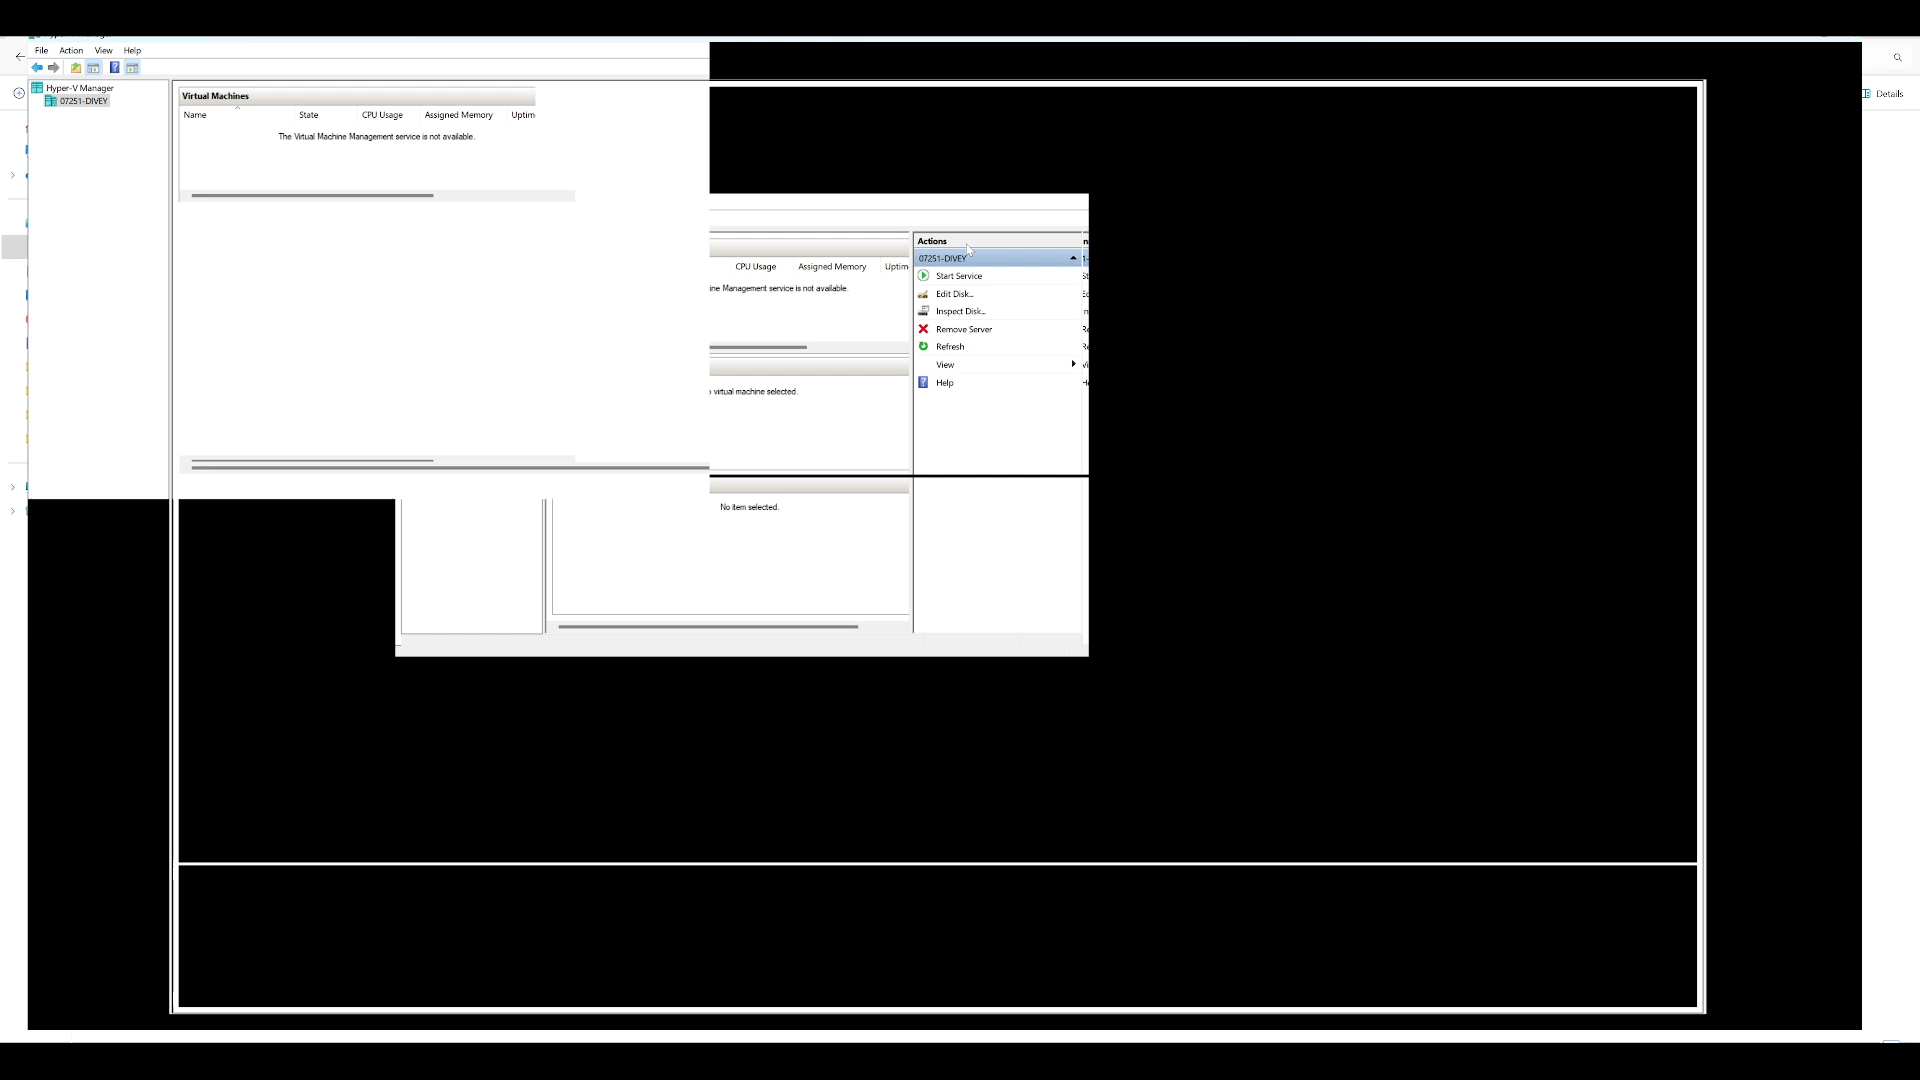 File Action View Help
Hyper-V Manager
07251-DIVEY
Virtual Machines
Name State CPU Usage Assigned Memory Uptim
The Virtual Machine Management service is not available.
Details
CPU Usage Assigned Memory Uptim
ne Management service is not available.
virtual machine selected.
No item selected.
Actions
07251-DIVEY
Start Service
Edit Disk...
Inspect Disk...
Remove Server
Refresh
View
Help